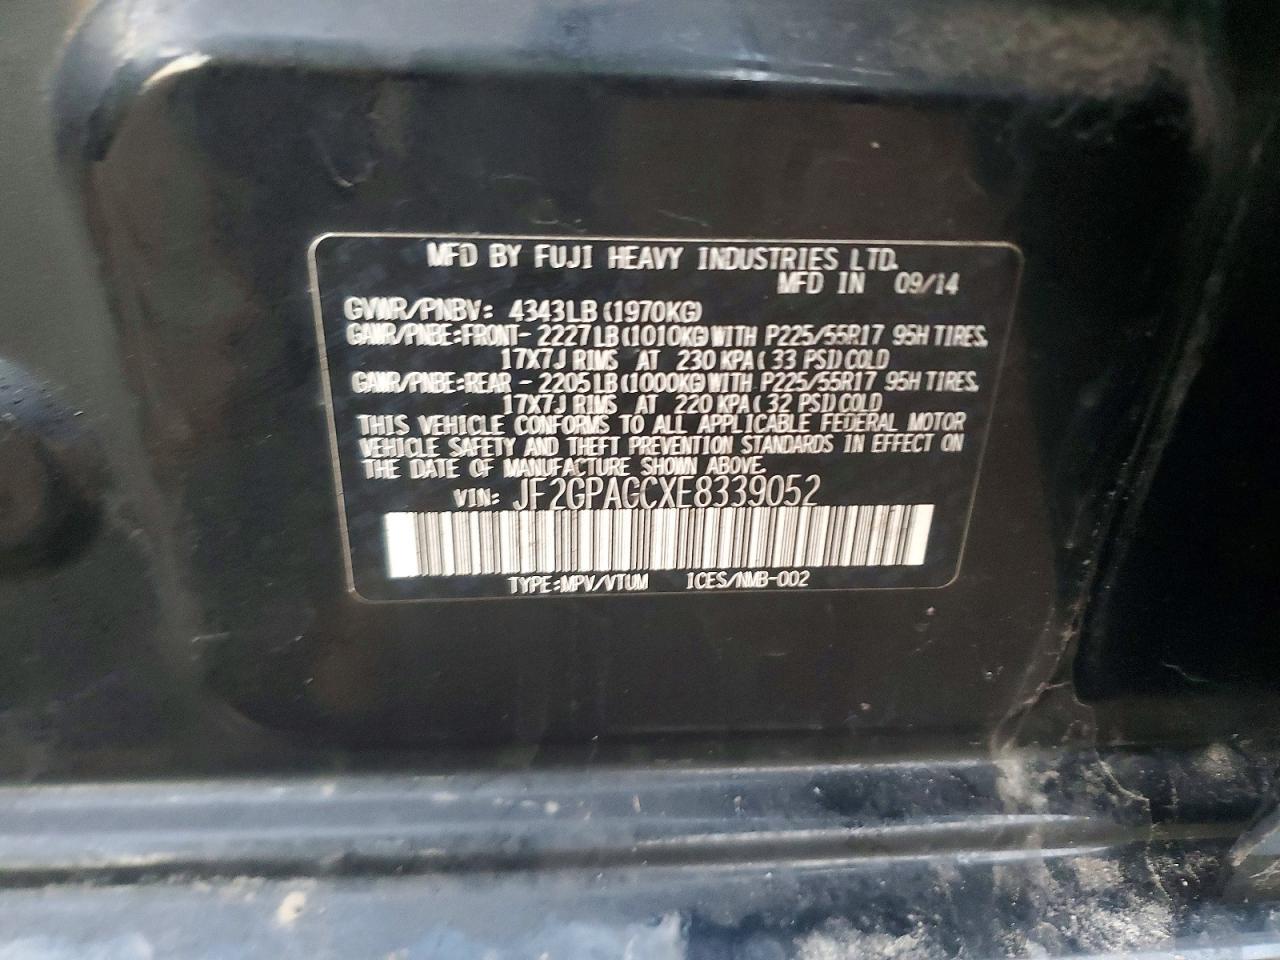 MFD BY FUJI HEAVY INDUSTRIES LTD.
MFD IN 09/14
GVWR/PNBV: 4343LB (1970KG)
GAWR/PNBE:FRONT- 2227LB (1010KG) WITH P225/55R17 95H TIRES,
17X7J RIMS AT 230 KPA ( 33 PSI) COLD
GAWR/PNBE:REAR - 2205LB (1000KG) WITH P225/55R17 95H TIRES,
17X7J RIMS AT 220 KPA ( 32 PSI) COLD
THIS VEHICLE CONFORMS TO ALL APPLICABLE FEDERAL MOTOR
VEHICLE SAFETY AND THEFT PREVENTION STANDARDS IN EFFECT ON
THE DATE OF MANUFACTURE SHOWN ABOVE.
VIN: JF2GPAGCXE8339052
TYPE:MPV/VTUM ICES/NMB-002